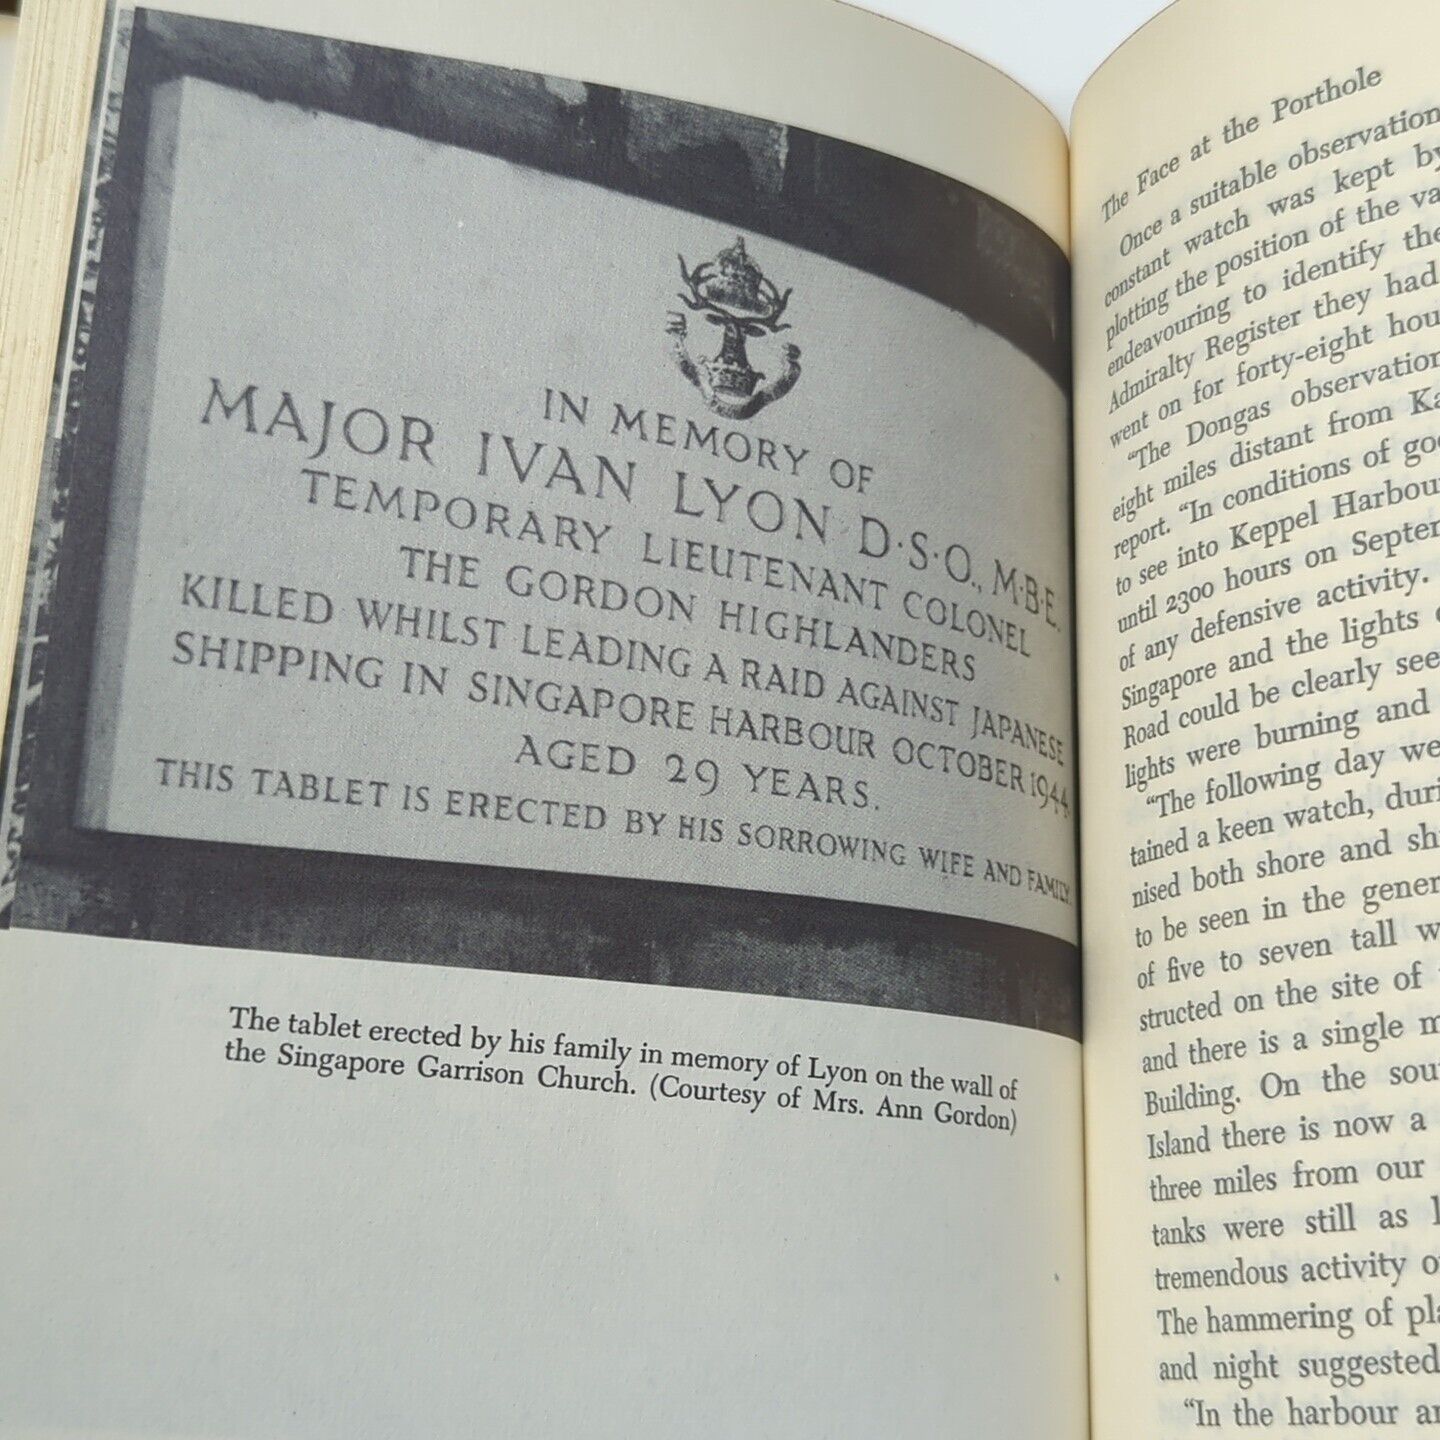 IN MEMORY OF
MAJOR IVAN LYON D·S·O., M·B·E.
TEMPORARY LIEUTENANT COLONEL
THE GORDON HIGHLANDERS
KILLED WHILST LEADING A RAID AGAINST JAPANESE
SHIPPING IN SINGAPORE HARBOUR OCTOBER 1944
AGED 29 YEARS.
THIS TABLET IS ERECTED BY HIS SORROWING WIFE AND FAMILY.
The tablet erected by his family in memory of Lyon on the wall of
the Singapore Garrison Church. (Courtesy of Mrs. Ann Gordon)
The Face at the Porthole
Once a suitable observation
constant watch was kept by
plotting the position of the
endeavouring to identify the
Admiralty Register they had
went on for forty-eight
"The Dongas observation
eight miles distant from
report. "In conditions of
to see into Keppel
until 2300 hours on
of any defensive activity.
Singapore and the lights
Road could be clearly
lights were burning and
"The following day
tained a keen watch,
nised both shore and
to be seen in the
of five to seven tall
structed on the site of
and there is a single
Building. On the
Island there is now a
three miles from our
tanks were still as
tremendous activity
The hammering of
and night suggested
"In the harbour